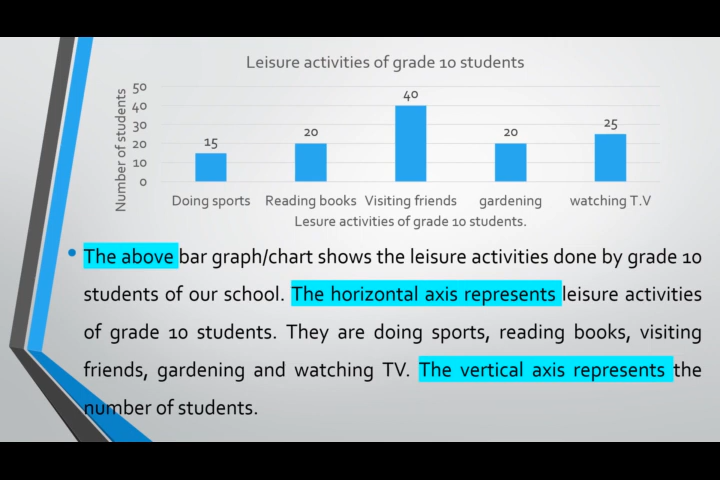 Leisure activities of grade 10 students
Number of students
50
40
30
20
10
0
15
20
40
20
25
Doing sports Reading books Visiting friends gardening watching T.V
Lesure activities of grade 10 students.
• The above bar graph/chart shows the leisure activities done by grade 10
students of our school. The horizontal axis represents leisure activities
of grade 10 students. They are doing sports, reading books, visiting
friends, gardening and watching TV. The vertical axis represents the
number of students.